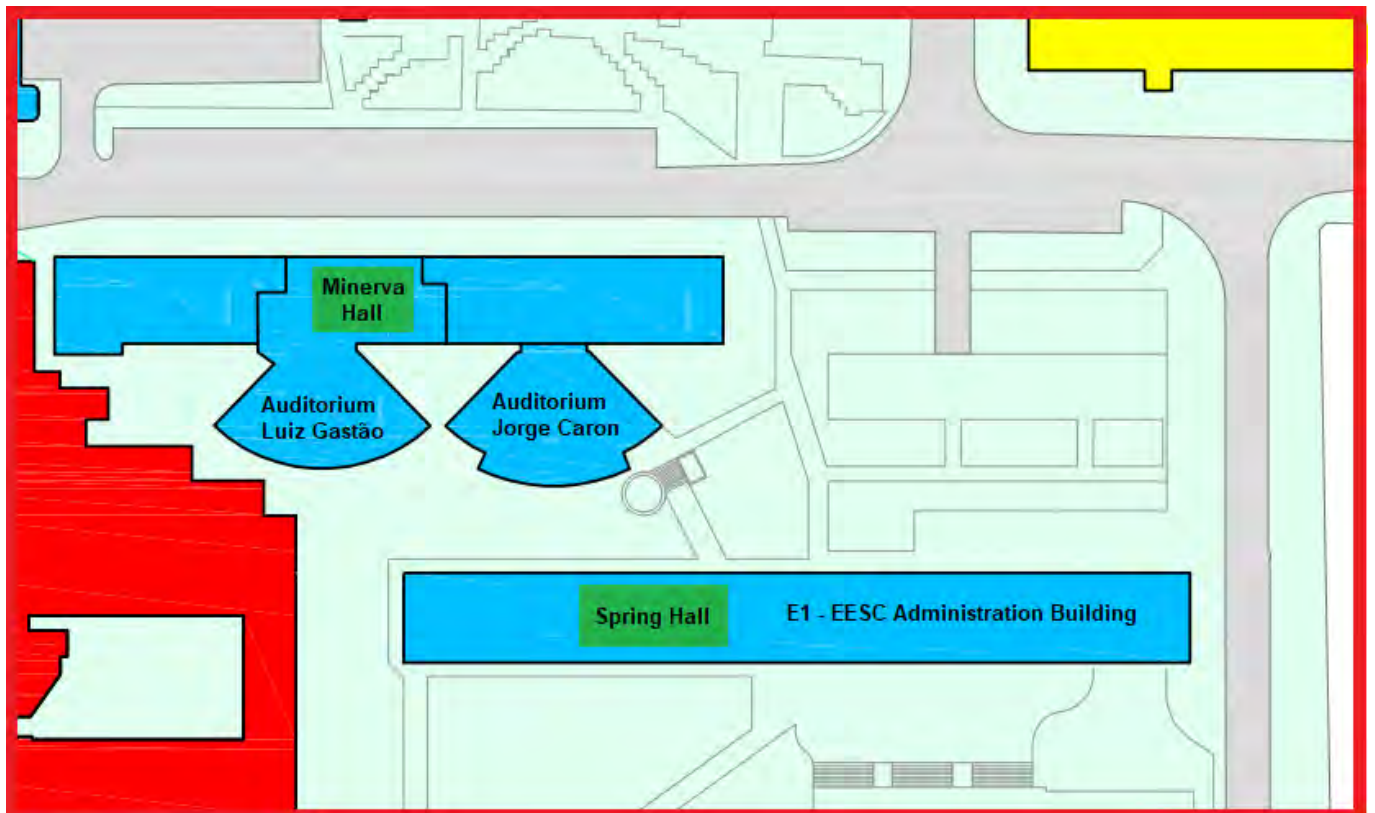 Minerva
Hall
Auditorium
Luiz Gastão
Auditorium
Jorge Caron
Spring Hall
E1 - EESC Administration Building